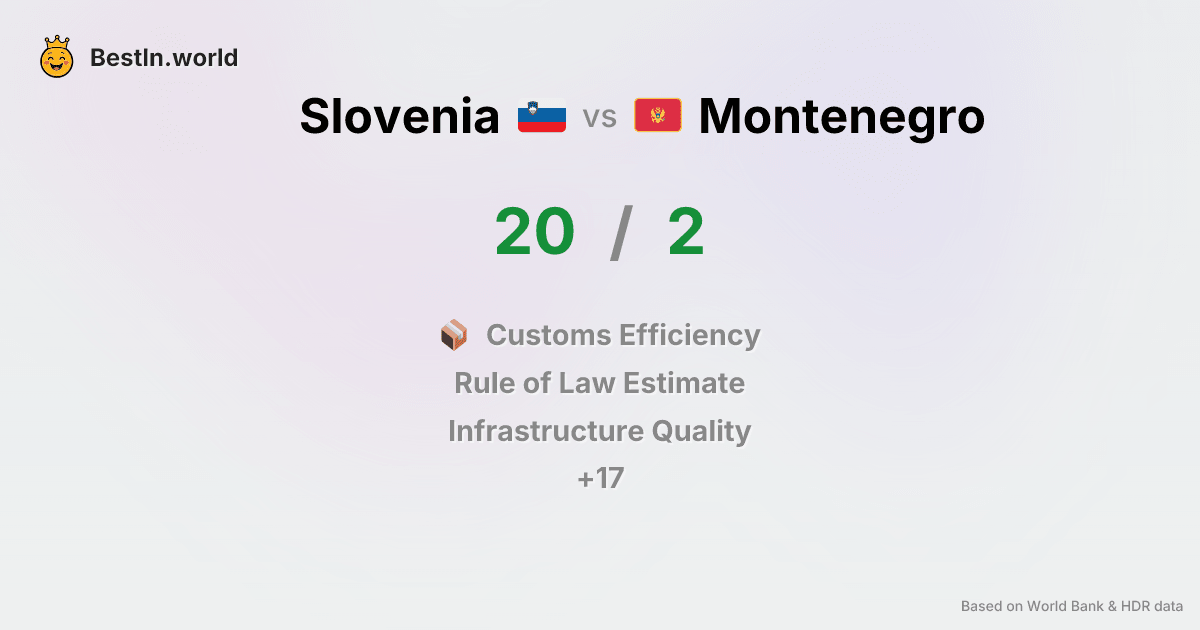 BestIn.world
Slovenia vs Montenegro
20 / 2
Customs Efficiency
Rule of Law Estimate
Infrastructure Quality
+17
Based on World Bank & HDR data